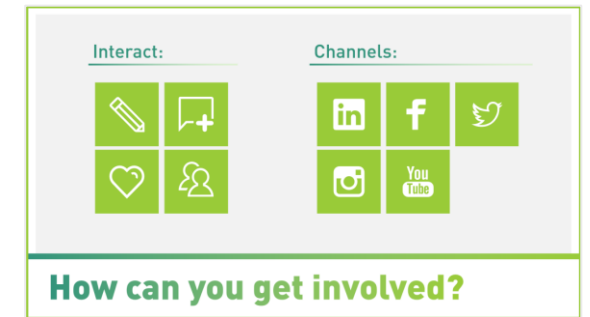 Interact:
Channels:
in
f
You
Tube
How can you get involved?